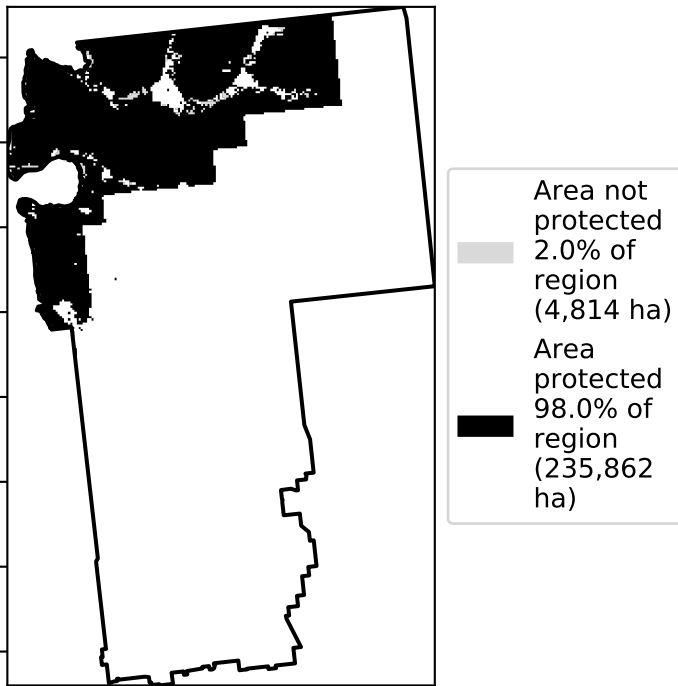 Area not
protected
2.0% of
region
(4,814 ha)
Area
protected
98.0% of
region
(235,862
ha)